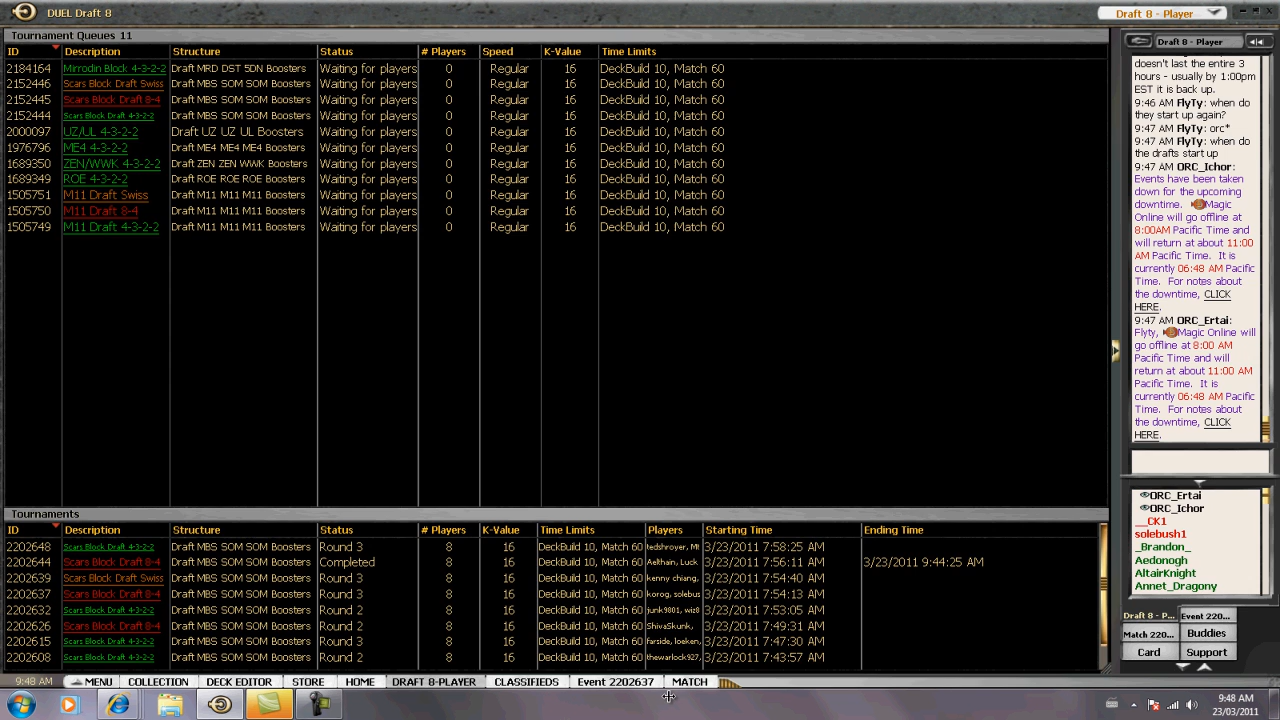 DUEL Draft 8
Draft 8 - Player
Tournament Queues 11
ID Description Structure Status # Players Speed K-Value Time Limits
2184164 Mirrodin Block 4-3-2-2 Draft MRD DST 5DN Boosters Waiting for players 0 Regular 16 DeckBuild 10, Match 60
2152446 Scars Block Draft Swiss Draft MBS SOM SOM Boosters Waiting for players 0 Regular 16 DeckBuild 10, Match 60
2152445 Scars Block Draft 8-4 Draft MBS SOM SOM Boosters Waiting for players 0 Regular 16 DeckBuild 10, Match 60
2152444 Scars Block Draft 4-3-2-2 Draft MBS SOM SOM Boosters Waiting for players 0 Regular 16 DeckBuild 10, Match 60
2000097 UZ/UL 4-3-2-2 Draft UZ UZ UL Boosters Waiting for players 0 Regular 16 DeckBuild 10, Match 60
1976796 ME4 4-3-2-2 Draft ME4 ME4 ME4 Boosters Waiting for players 0 Regular 16 DeckBuild 10, Match 60
1689350 ZEN/WWK 4-3-2-2 Draft ZEN ZEN WWK Boosters Waiting for players 0 Regular 16 DeckBuild 10, Match 60
1689349 ROE 4-3-2-2 Draft ROE ROE ROE Boosters Waiting for players 0 Regular 16 DeckBuild 10, Match 60
1505751 M11 Draft Swiss Draft M11 M11 M11 Boosters Waiting for players 0 Regular 16 DeckBuild 10, Match 60
1505750 M11 Draft 8-4 Draft M11 M11 M11 Boosters Waiting for players 0 Regular 16 DeckBuild 10, Match 60
1505749 M11 Draft 4-3-2-2 Draft M11 M11 M11 Boosters Waiting for players 0 Regular 16 DeckBuild 10, Match 60
Tournaments
ID Description Structure Status # Players K-Value Time Limits Players Starting Time Ending Time
2202648 Scars Block Draft 4-3-2-2 Draft MBS SOM SOM Boosters Round 3 8 16 DeckBuild 10, Match 60 tedshroyer, M 3/23/2011 7:58:25 AM
2202644 Scars Block Draft 8-4 Draft MBS SOM SOM Boosters Completed 8 16 DeckBuild 10, Match 60 Aelhain, Luck 3/23/2011 7:56:11 AM 3/23/2011 9:44:25 AM
2202639 Scars Block Draft Swiss Draft MBS SOM SOM Boosters Round 3 8 16 DeckBuild 10, Match 60 kenny chiang, 3/23/2011 7:54:40 AM
2202637 Scars Block Draft 8-4 Draft MBS SOM SOM Boosters Round 3 8 16 DeckBuild 10, Match 60 korog, solebus 3/23/2011 7:54:13 AM
2202632 Scars Block Draft 4-3-2-2 Draft MBS SOM SOM Boosters Round 2 8 16 DeckBuild 10, Match 60 junk9801, wiz8 3/23/2011 7:53:05 AM
2202626 Scars Block Draft 8-4 Draft MBS SOM SOM Boosters Round 2 8 16 DeckBuild 10, Match 60 ShivaSkunk, 3/23/2011 7:49:31 AM
2202615 Scars Block Draft 4-3-2-2 Draft MBS SOM SOM Boosters Round 3 8 16 DeckBuild 10, Match 60 farside, loeken, 3/23/2011 7:47:30 AM
2202608 Scars Block Draft 4-3-2-2 Draft MBS SOM SOM Boosters Round 2 8 16 DeckBuild 10, Match 60 thewarlock927, 3/23/2011 7:43:57 AM
Draft 8 - Player
doesn't last the entire 3
hours - usually by 1:00pm
EST it is back up.
9:46 AM FlyTy: when do
they start up again?
9:47 AM FlyTy: orc*
9:47 AM FlyTy: when do
the drafts start up
9:47 AM ORC_Ichor:
Events have been taken
down for the upcoming
downtime. Magic
Online will go offline at
8:00AM Pacific Time and
will return at about 11:00
AM Pacific Time. It is
currently 06:48 AM Pacific
Time. For notes about
the downtime, CLICK
HERE.
9:47 AM ORC_Ertai:
Flyty, Magic Online will
go offline at 8:00 AM
Pacific Time and will
return at about 11:00 AM
Pacific Time. It is
currently 06:48 AM Pacific
Time. For notes about
the downtime, CLICK
HERE.
ORC_Ertai
ORC_Ichor
__CK1
solebush1
_Brandon_
Aedonogh
AltairKnight
Annet_Dragony
Draft 8 - P... Event 220...
Match 220... Buddies
Card Support
9:48 AM MENU COLLECTION DECK EDITOR STORE HOME DRAFT 8-PLAYER CLASSIFIEDS Event 2202637 MATCH
9:48 AM
23/03/2011